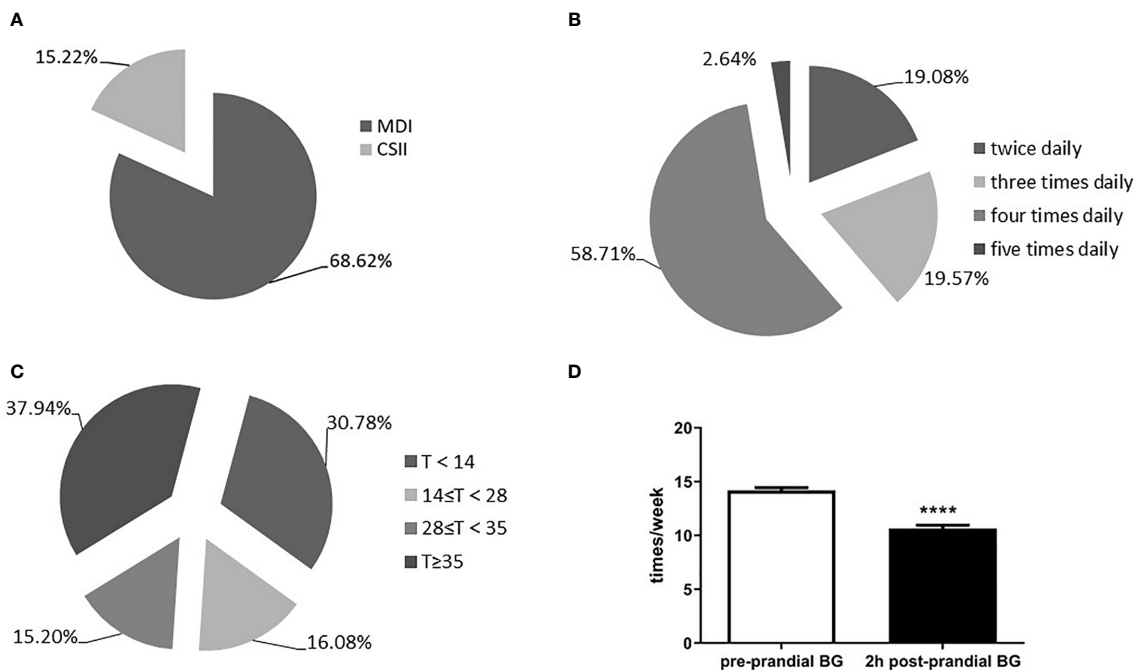 A
15.22%
68.62%
MDI
CSII
B
2.64%
19.08%
58.71%
19.57%
twice daily
three times daily
four times daily
five times daily
C
37.94%
30.78%
15.20%
16.08%
T < 14
14≤T < 28
28≤T < 35
T≥35
D
times/week
20
15
10
5
0
****
pre-prandial BG
2h post-prandial BG